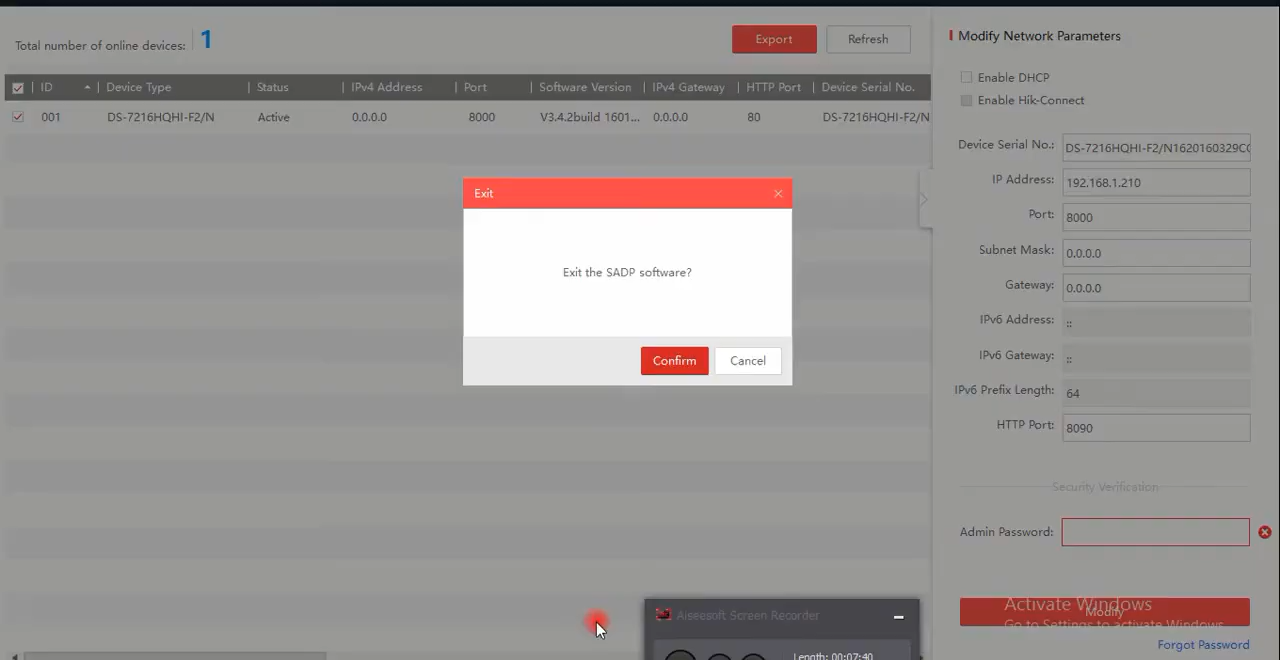 Total number of online devices: 1
Export
Refresh
ID
Device Type
Status
IPv4 Address
Port
Software Version
IPv4 Gateway
HTTP Port
Device Serial No.
001
DS-7216HQHI-F2/N
Active
0.0.0.0
8000
V3.4.2build 1601...
0.0.0.0
80
DS-7216HQHI-F2/N
Exit
Exit the SADP software?
Confirm
Cancel
Modify Network Parameters
Enable DHCP
Enable Hik-Connect
Device Serial No.: DS-7216HQHI-F2/N1620160329CC
IP Address: 192.168.1.210
Port: 8000
Subnet Mask: 0.0.0.0
Gateway: 0.0.0.0
IPv6 Address: ::
IPv6 Gateway: ::
IPv6 Prefix Length: 64
HTTP Port: 8090
Security Verification
Admin Password:
Modify
Activate Windows
Go to Settings to activate Windows.
Forgot Password
Aiseesoft Screen Recorder
Length: 00:07:40